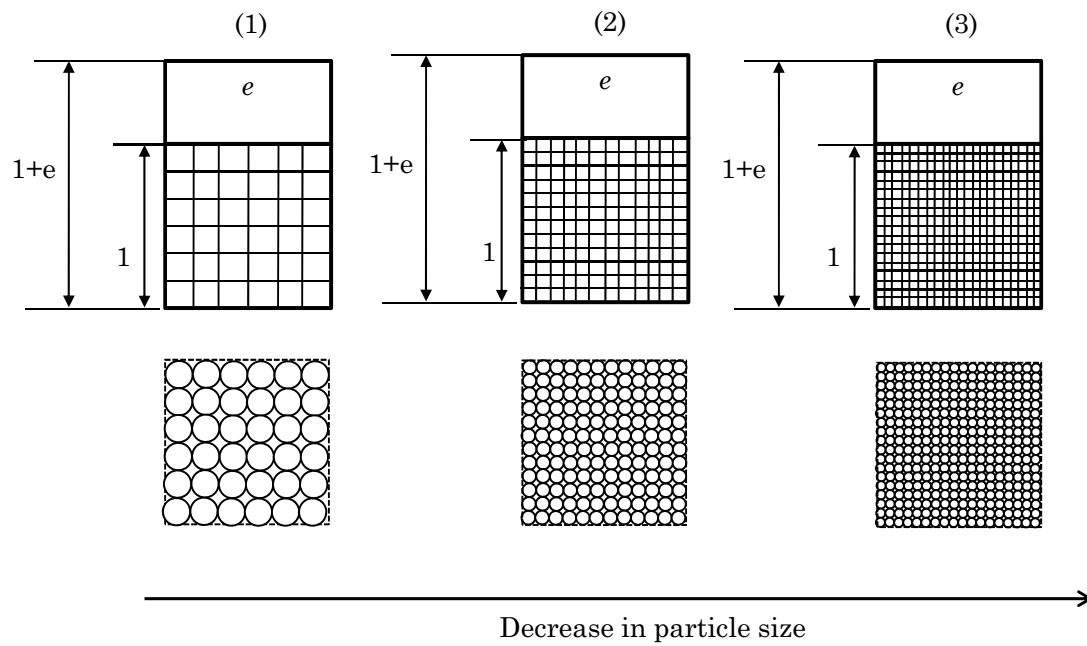 (1)
(2)
(3)
e
e
e
1+e
1+e
1+e
1
1
1
Decrease in particle size